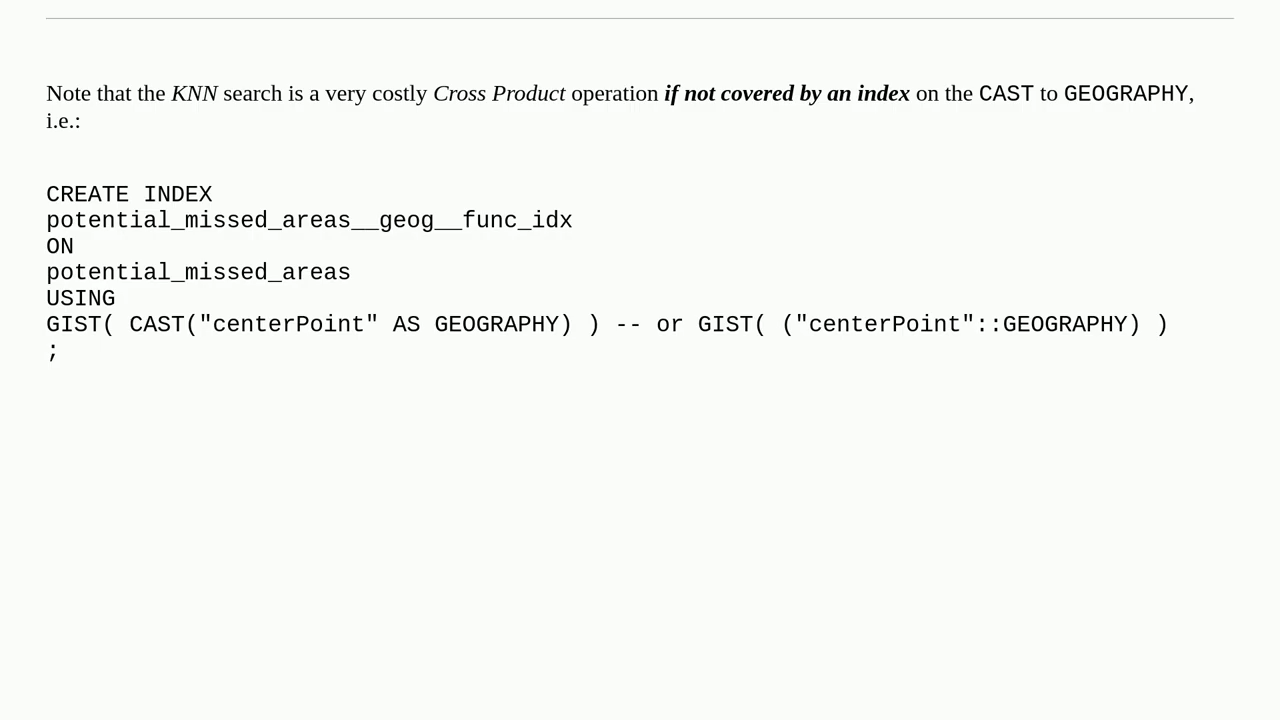 Note that the KNN search is a very costly Cross Product operation if not covered by an index on the CAST to GEOGRAPHY,
i.e.:
CREATE INDEX
potential_missed_areas__geog__func_idx
ON
potential_missed_areas
USING
GIST( CAST("centerPoint" AS GEOGRAPHY) ) -- or GIST( ("centerPoint"::GEOGRAPHY) )
;